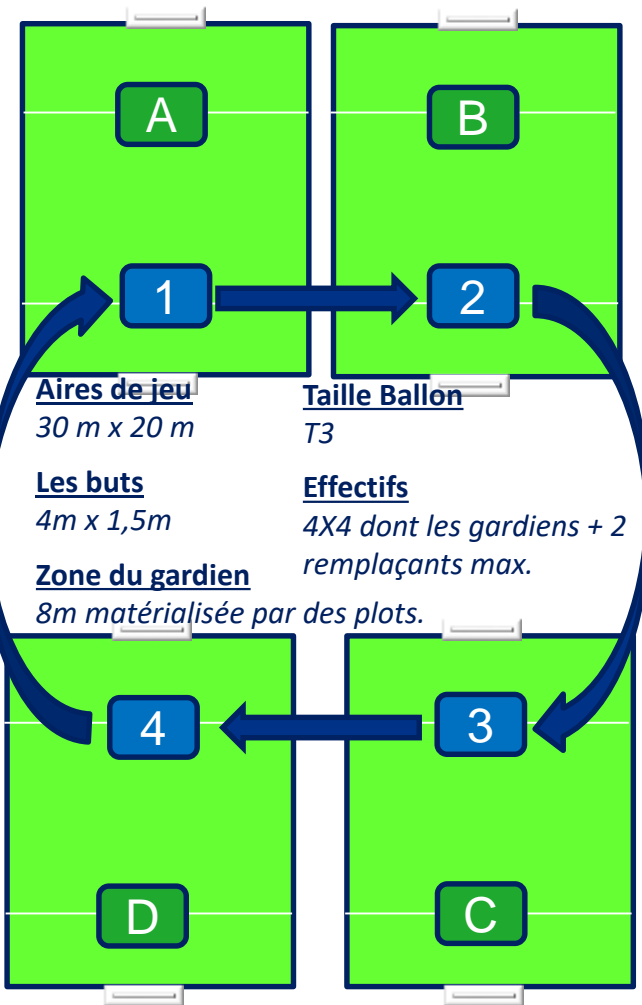 A
B
1
2
Aires de jeu
30 m x 20 m
Les buts
4m x 1,5m
Zone du gardien
8m matérialisée par des plots.
Taille Ballon
T3
Effectifs
4X4 dont les gardiens + 2
remplaçants max.
4
3
D
C